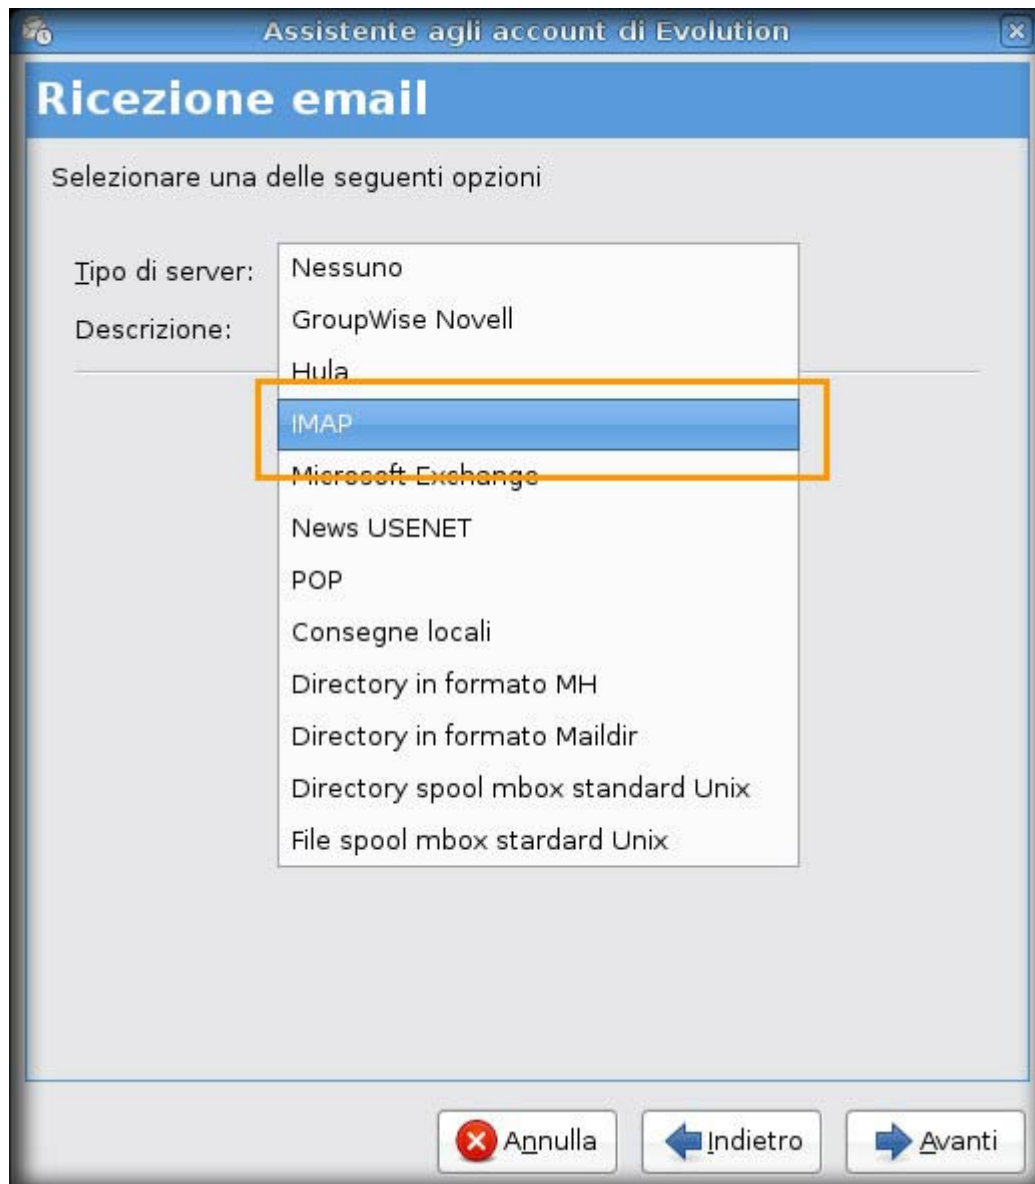 Assistente agli account di Evolution
Ricezione email
Selezionare una delle seguenti opzioni
Tipo di server:
Descrizione:
Nessuno
GroupWise Novell
Hula
IMAP
Microsoft Exchange
News USENET
POP
Consegne locali
Directory in formato MH
Directory in formato Maildir
Directory spool mbox standard Unix
File spool mbox stardard Unix
Annulla
Indietro
Avanti